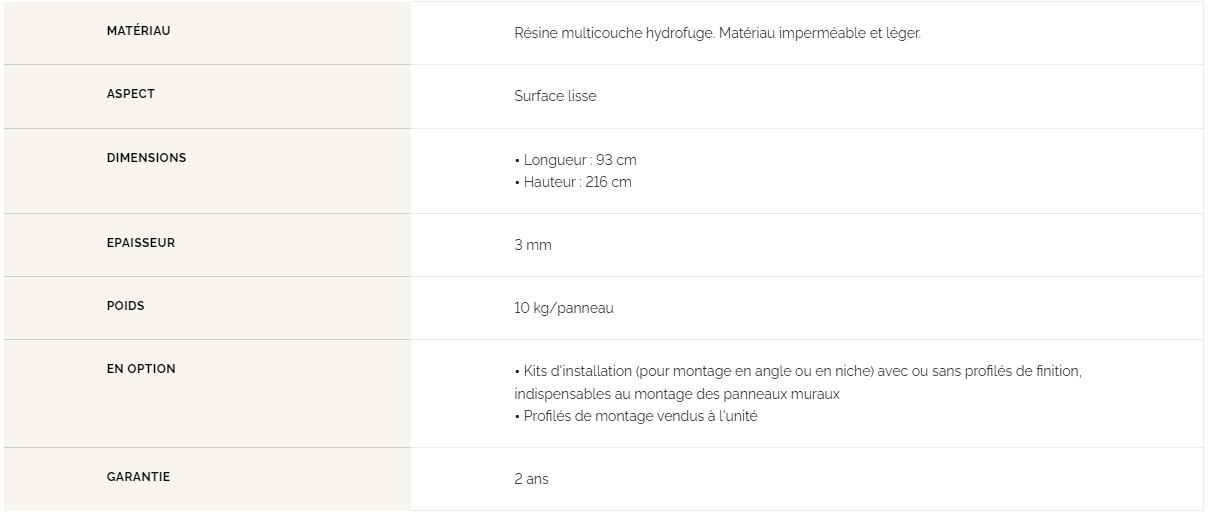 MATÉRIAU
Résine multicouche hydrofuge. Matériau imperméable et léger.
ASPECT
Surface lisse
DIMENSIONS
• Longueur : 93 cm
• Hauteur : 216 cm
EPAISSEUR
3 mm
POIDS
10 kg/panneau
EN OPTION
• Kits d'installation (pour montage en angle ou en niche) avec ou sans profilés de finition,
indispensables au montage des panneaux muraux
• Profilés de montage vendus à l'unité
GARANTIE
2 ans